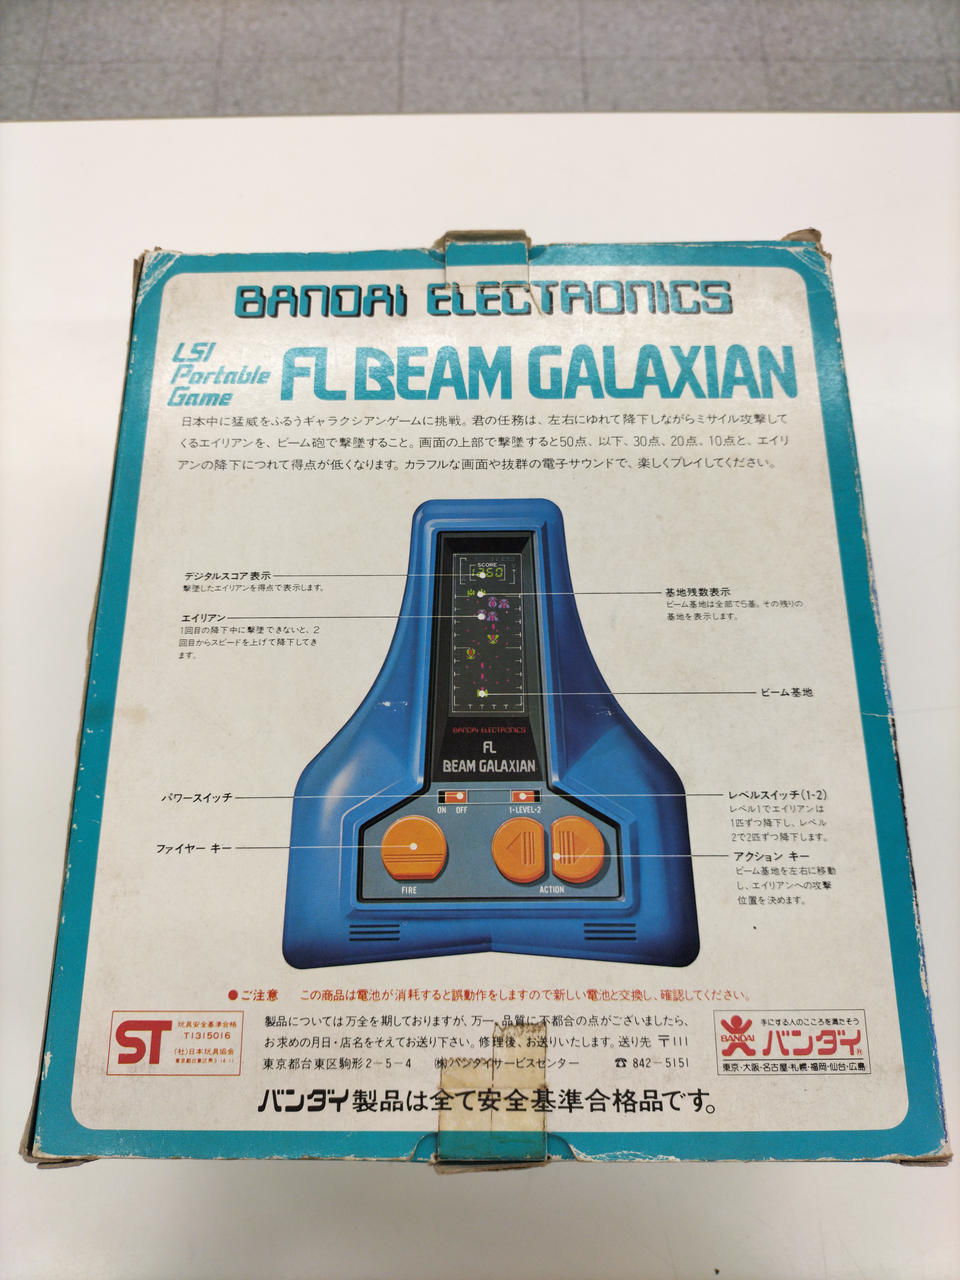 BANDAI ELECTRONICS
LSI
Portable
Game
FL BEAM GALAXIAN
日本中に猛威をふるうギャラクシアンゲームに挑戦。君の任務は、左右にゆれて降下しながらミサイル攻撃して
くるエイリアンを、ビーム砲で撃墜すること。画面の上部で撃墜すると50点、以下、30点、20点、10点と、エイリ
アンの降下につれて得点が低くなります。カラフルな画面や抜群の電子サウンドで、楽しくプレイしてください。
デジタルスコア表示
撃墜したエイリアンを得点で表示します。
エイリアン
1回目の降下中に撃墜できないと、2
回目からスピードを上げて降下してき
ます。
SCORE
1260
基地残数表示
ビーム基地は全部で5基。その残りの
基地を表示します。
ビーム基地
BANDAI ELECTRONICS
FL
BEAM GALAXIAN
パワースイッチ
ON OFF
1-LEVEL-2
レベルスイッチ(1-2)
レベル1でエイリアンは
1匹ずつ降下し、レベル
2で2匹ずつ降下します。
ファイヤー キー
FIRE
ACTION
アクション キー
ビーム基地を左右に移動
し、エイリアンへの攻撃
位置を決めます。
●ご注意 この商品は電池が消耗すると誤動作をしますので新しい電池と交換し、確認してください。
ST
玩具安全基準合格
T1315016
(社)日本玩具協会
製品については万全を期しておりますが、万一、品質に不都合の点がございましたら、
お求めの月日・店名をそえてお送り下さい。修理後、お送りいたします。送り先 〒111
東京都台東区駒形2-5-4 ㈱バンダイサービスセンター ☎ 842-5151
手にする人のこころを満たそう
BANDAI
バンダイ®
東京・大阪・名古屋・札幌・福岡・仙台・広島
バンダイ製品は全て安全基準合格品です。